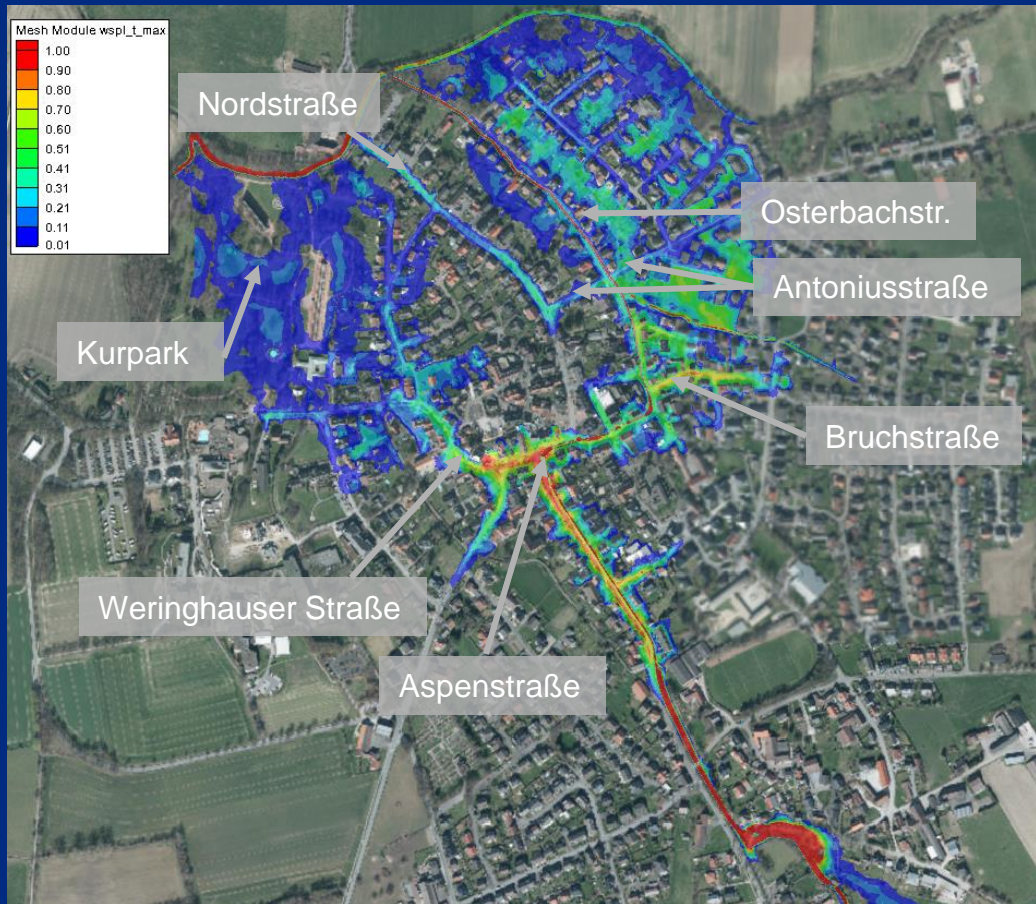 Mesh Module wspl_t_max
1.00
0.90
0.80
0.70
0.60
0.51
0.41
0.31
0.21
0.11
0.01
Nordstraße
Osterbachstr.
Antoniusstraße
Kurpark
Bruchstraße
Weringhauser Straße
Aspenstraße